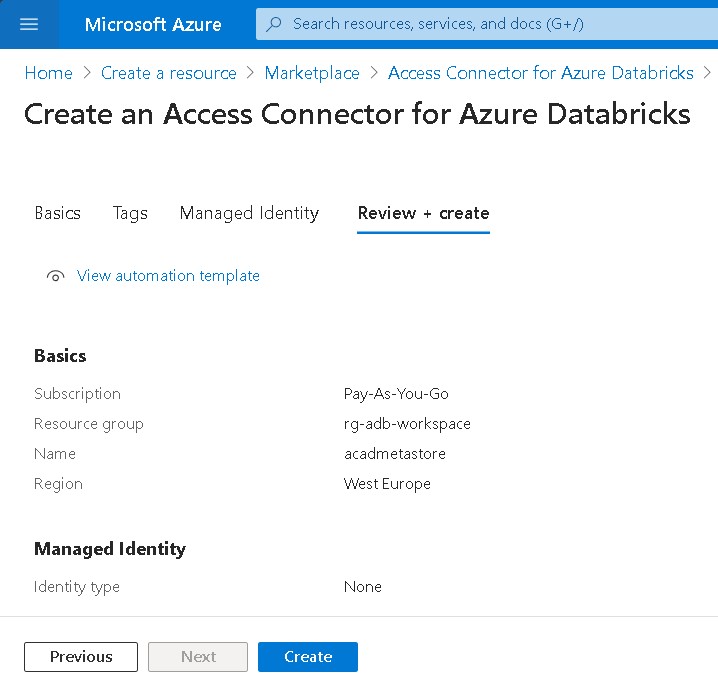 Microsoft Azure
Search resources, services, and docs (G+/)
Home > Create a resource > Marketplace > Access Connector for Azure Databricks >
Create an Access Connector for Azure Databricks
Basics Tags Managed Identity Review + create
View automation template
Basics
Subscription Pay-As-You-Go
Resource group rg-adb-workspace
Name acadmetastore
Region West Europe
Managed Identity
Identity type None
Previous Next Create